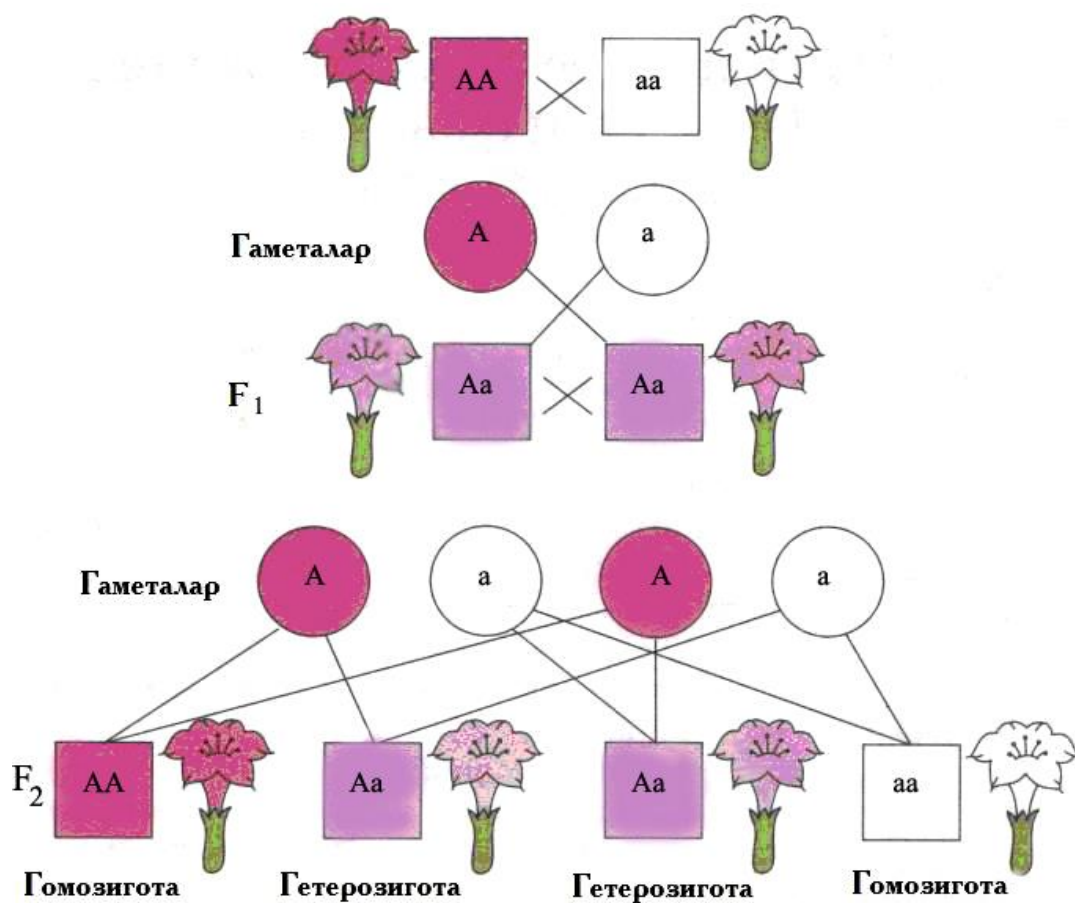 AA aa
Гаметалар A a
F1 Aa Aa
Гаметалар A a A a
F2 AA Aa Aa aa
Гомозигота Гетерозигота Гетерозигота Гомозигота